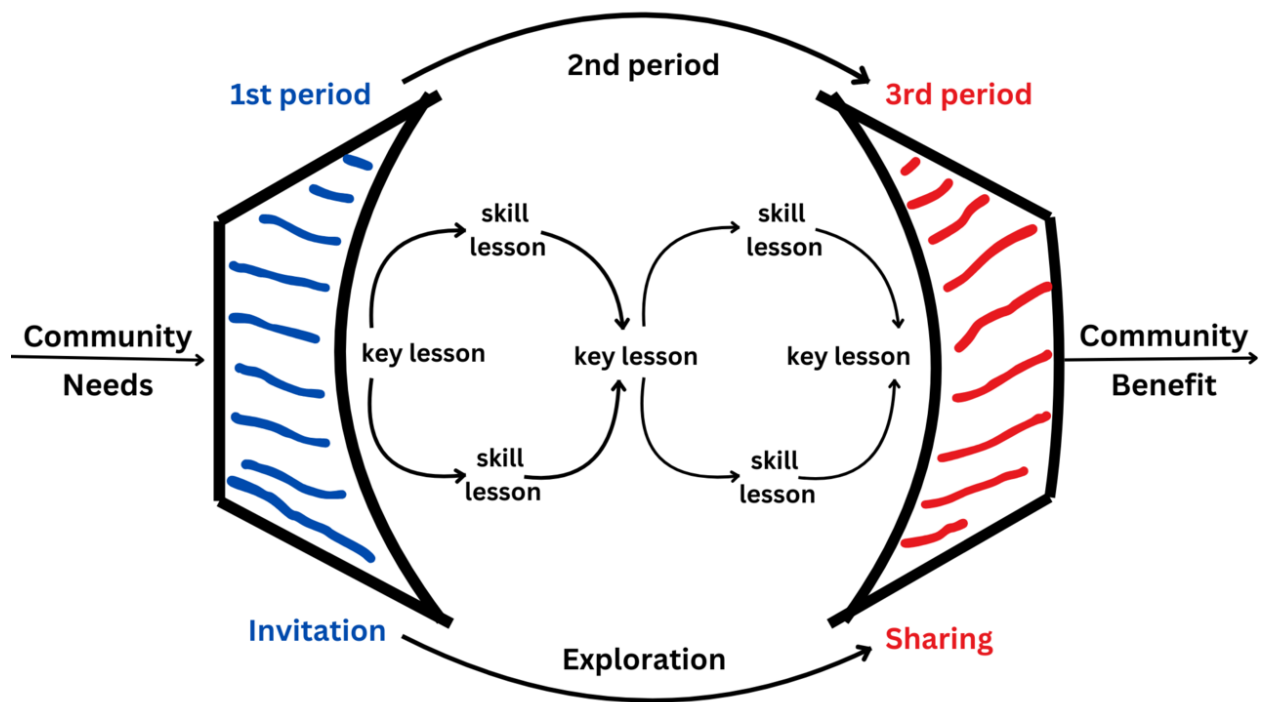 2nd period
1st period
3rd period
skill
lesson
skill
lesson
Community
Needs
key lesson
key lesson
key lesson
Community
Benefit
skill
lesson
skill
lesson
Invitation
Exploration
Sharing